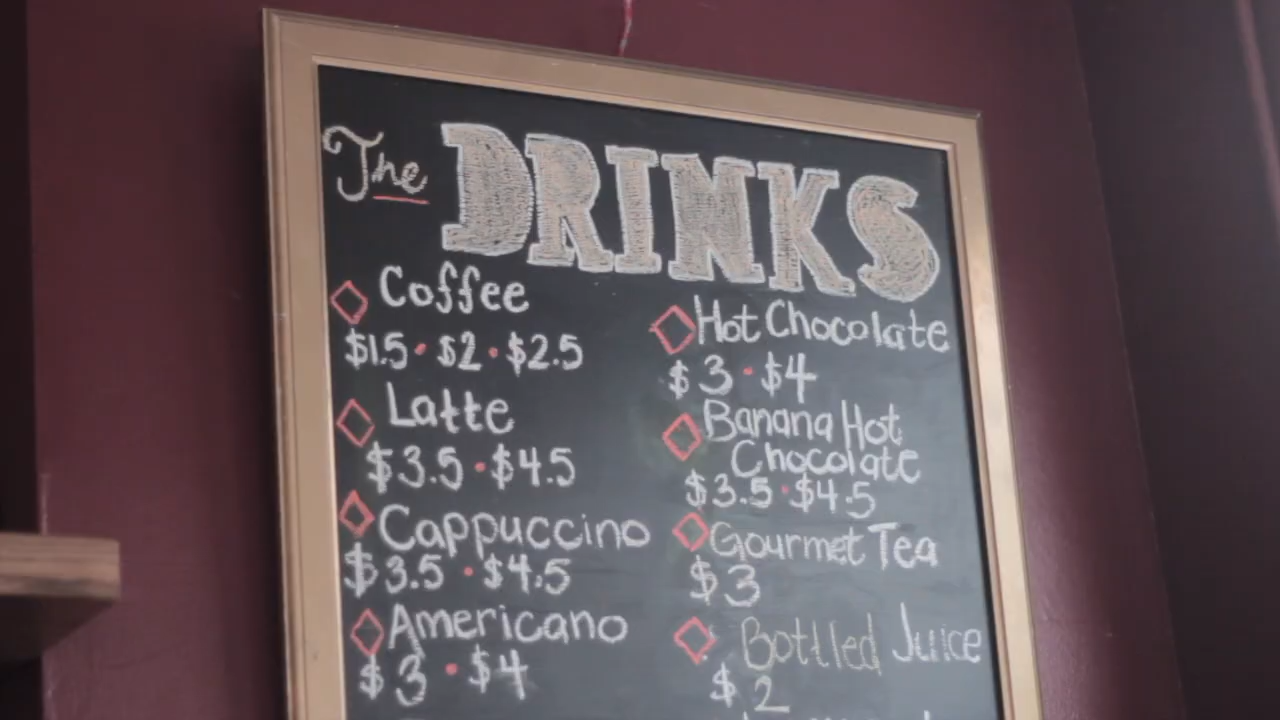 The DRINKS
Coffee
$1.5 • $2 • $2.5
Latte
$3.5 • $4.5
Cappuccino
$3.5 • $4.5
Americano
$3 • $4
Hot Chocolate
$3 • $4
Banana Hot
Chocolate
$3.5 • $4.5
Gourmet Tea
$3
Bottled Juice
$2